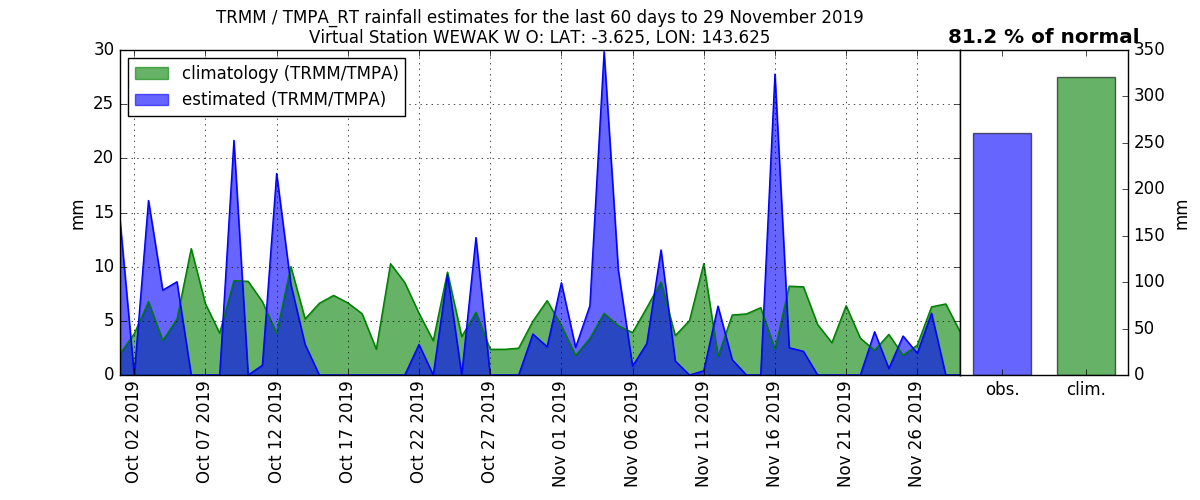 TRMM / TMPA_RT rainfall estimates for the last 60 days to 29 November 2019
Virtual Station WEWAK W O: LAT: -3.625, LON: 143.625
81.2 % of normal
climatology (TRMM/TMPA)
estimated (TRMM/TMPA)
30
25
20
15
10
5
0
mm
Oct 02 2019
Oct 07 2019
Oct 12 2019
Oct 17 2019
Oct 22 2019
Oct 27 2019
Nov 01 2019
Nov 06 2019
Nov 11 2019
Nov 16 2019
Nov 21 2019
Nov 26 2019
obs.
clim.
350
300
250
200
150
100
50
0
mm